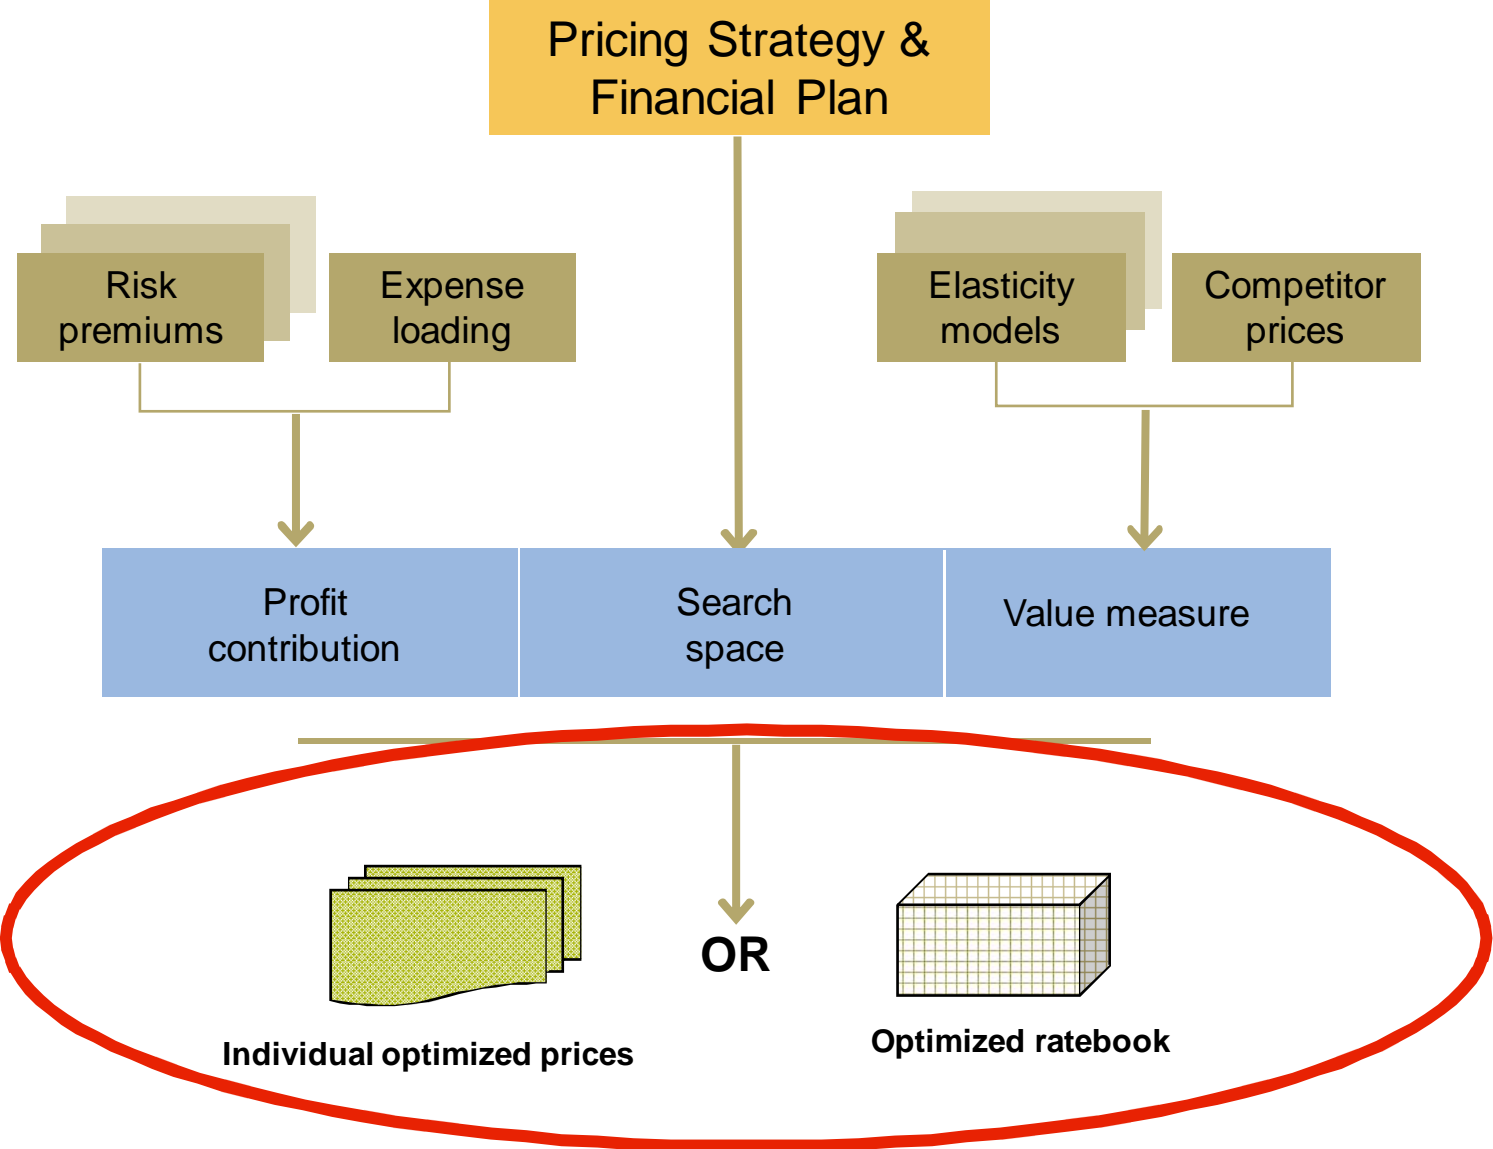 Pricing Strategy &
Financial Plan
Risk
premiums
Expense
loading
Elasticity
models
Competitor
prices
Profit
contribution
Search
space
Value measure
OR
Individual optimized prices
Optimized ratebook